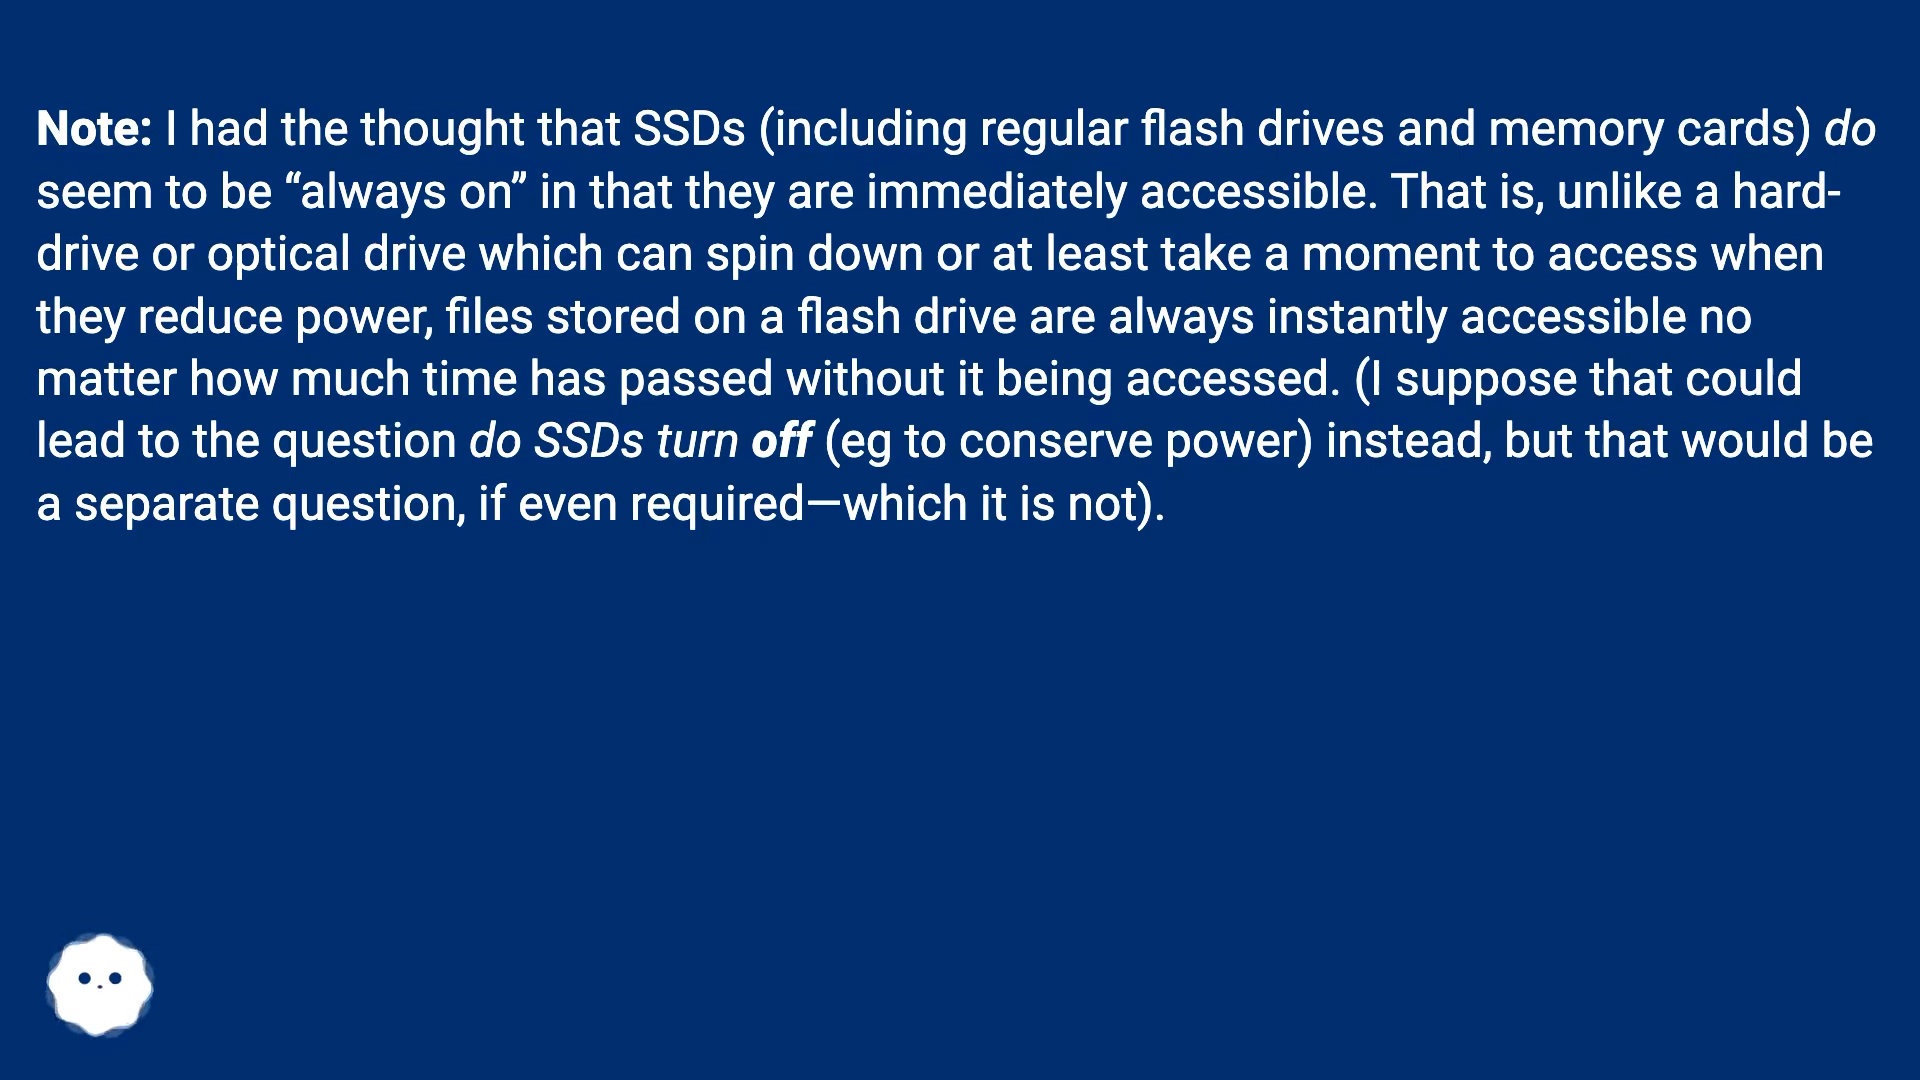 Note: I had the thought that SSDs (including regular flash drives and memory cards) do
seem to be “always on” in that they are immediately accessible. That is, unlike a hard-
drive or optical drive which can spin down or at least take a moment to access when
they reduce power, files stored on a flash drive are always instantly accessible no
matter how much time has passed without it being accessed. (I suppose that could
lead to the question do SSDs turn off (eg to conserve power) instead, but that would be
a separate question, if even required—which it is not).